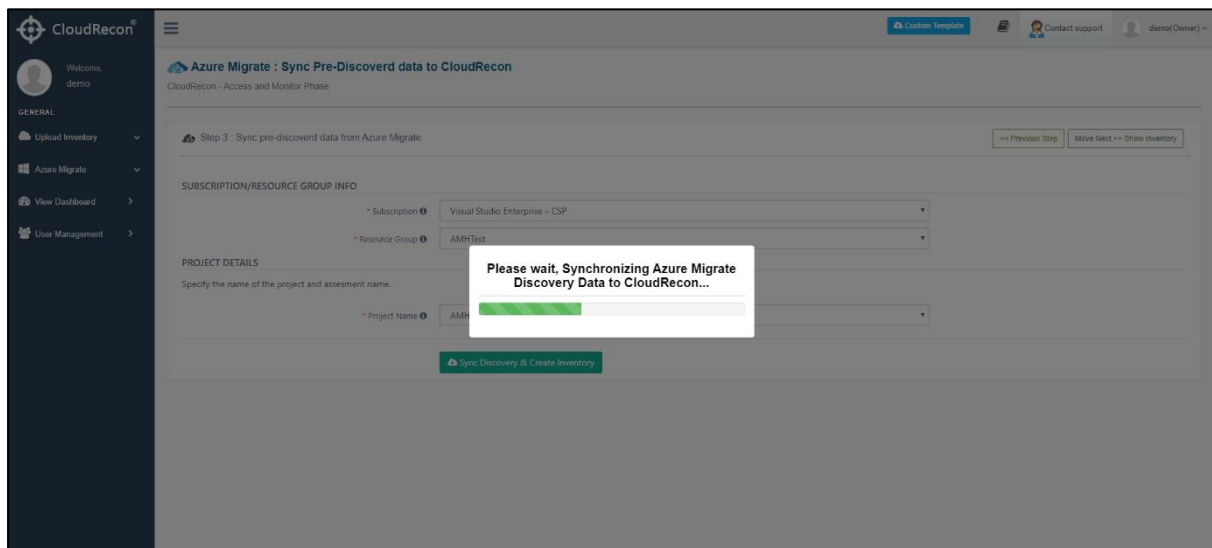 CloudRecon®
Custom Template
Contact support
demo(Owner)
Welcome,
demo
Azure Migrate : Sync Pre-Discoverd data to CloudRecon
CloudRecon - Access and Monitor Phase
GENERAL
Upload Inventory
Azure Migrate
View Dashboard
User Management
Step 3 : Sync pre-discoverd data from Azure Migrate
<< Previous Step
Move Next >> Show Inventory
SUBSCRIPTION/RESOURCE GROUP INFO
* Subscription
Visual Studio Enterprise – CSP
* Resource Group
AMHTest
PROJECT DETAILS
Specify the name of the project and assesment name.
* Project Name
AMH
Please wait, Synchronizing Azure Migrate
Discovery Data to CloudRecon...
Sync Discovery & Create Inventory